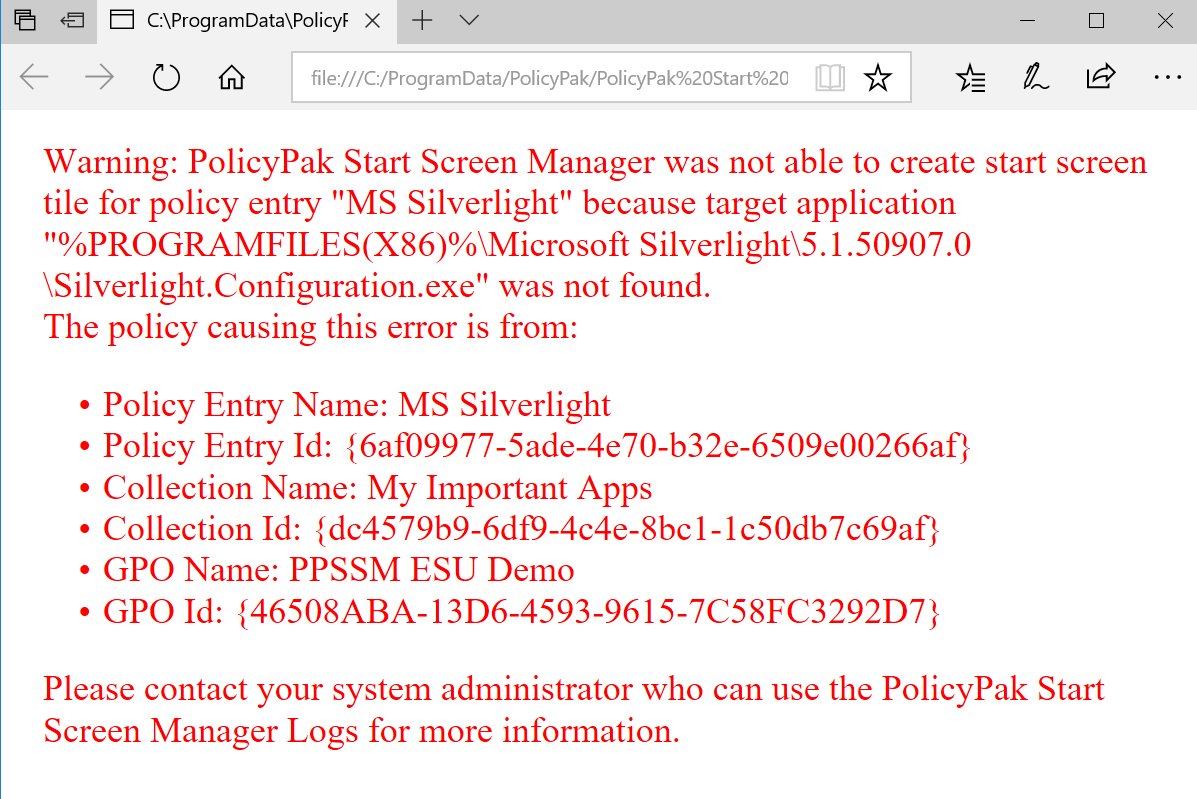 C:\ProgramData\PolicyP
file:///C:/ProgramData/PolicyPak/PolicyPak%20Start%20
Warning: PolicyPak Start Screen Manager was not able to create start screen
tile for policy entry "MS Silverlight" because target application
"%PROGRAMFILES(X86)%\Microsoft Silverlight\5.1.50907.0
\Silverlight.Configuration.exe" was not found.
The policy causing this error is from:
• Policy Entry Name: MS Silverlight
• Policy Entry Id: {6af09977-5ade-4e70-b32e-6509e00266af}
• Collection Name: My Important Apps
• Collection Id: {dc4579b9-6df9-4c4e-8bc1-1c50db7c69af}
• GPO Name: PPSSM ESU Demo
• GPO Id: {46508ABA-13D6-4593-9615-7C58FC3292D7}
Please contact your system administrator who can use the PolicyPak Start
Screen Manager Logs for more information.